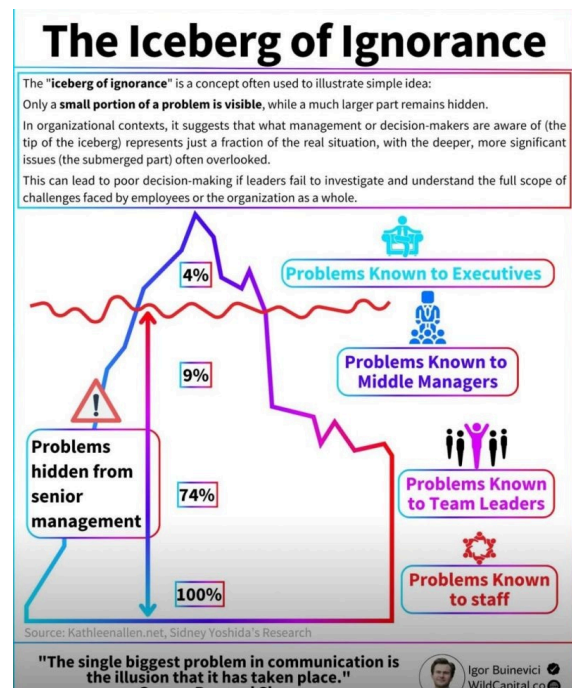 The Iceberg of Ignorance
The "iceberg of ignorance" is a concept often used to illustrate simple idea:
Only a small portion of a problem is visible, while a much larger part remains hidden.
In organizational contexts, it suggests that what management or decision-makers are aware of (the
tip of the iceberg) represents just a fraction of the real situation, with the deeper, more significant
issues (the submerged part) often overlooked.
This can lead to poor decision-making if leaders fail to investigate and understand the full scope of
challenges faced by employees or the organization as a whole.
4%
Problems Known to Executives
9%
Problems Known to
Middle Managers
!
Problems
hidden from
senior
management
74%
Problems Known
to Team Leaders
100%
Problems Known
to staff
Source: Kathleenallen.net, Sidney Yoshida's Research
"The single biggest problem in communication is
the illusion that it has taken place."
Igor Buinevici
WildCapital.co